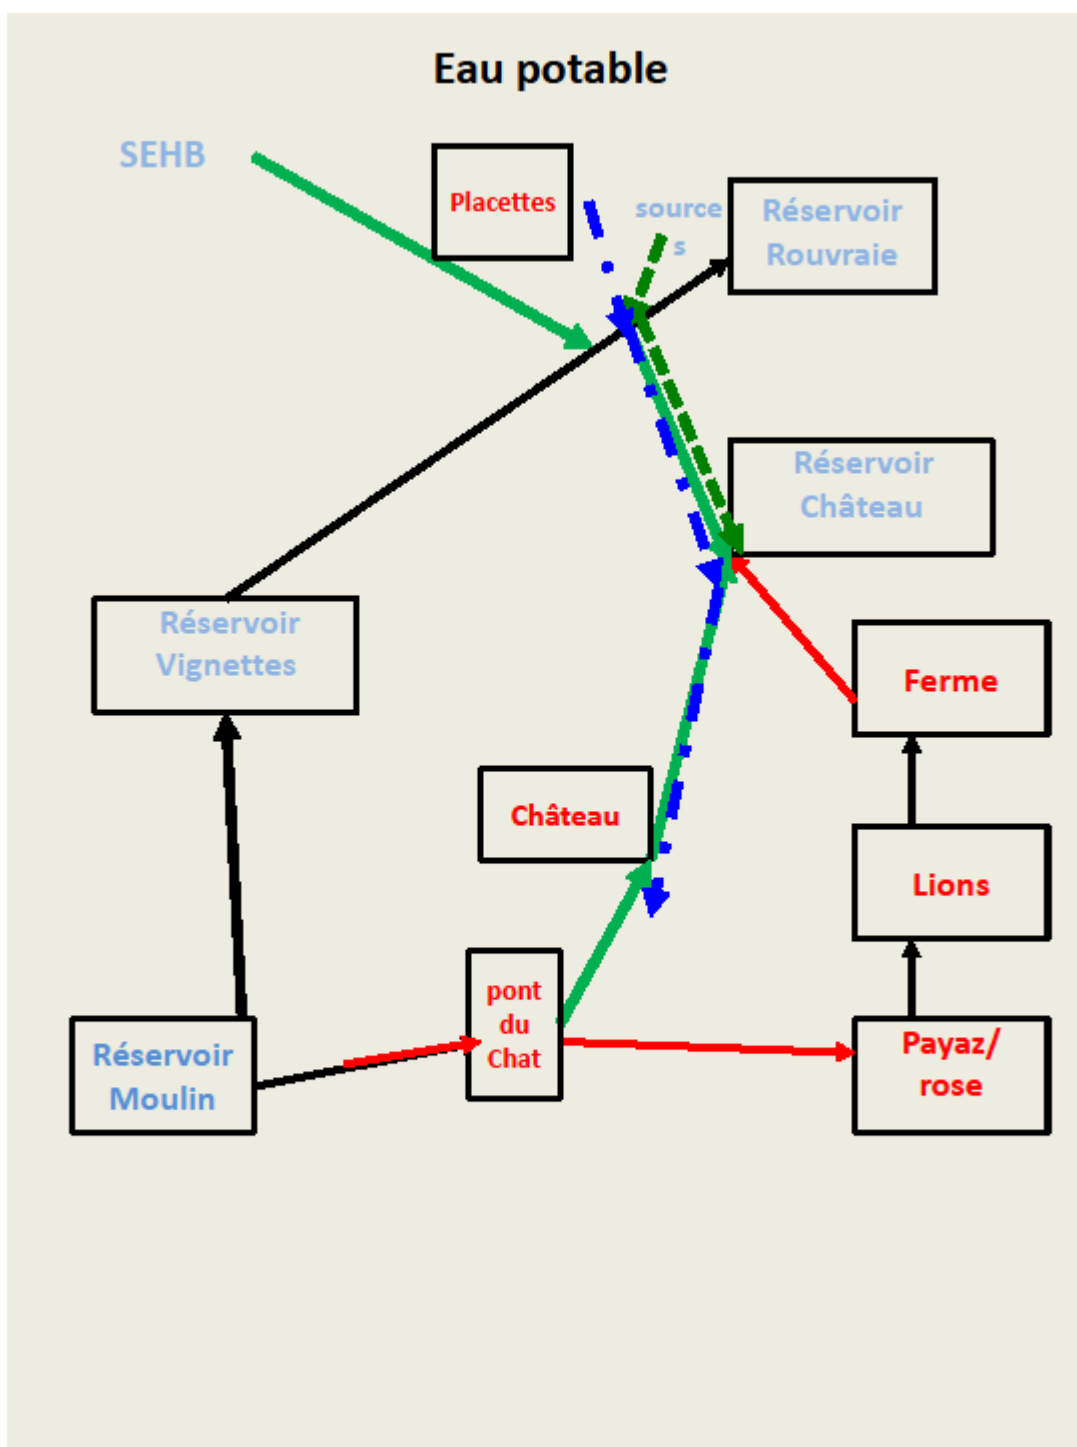 Eau potable
SEHB
Placettes
source
s
Réservoir
Rouvraie
Réservoir
Château
Réservoir
Vignettes
Ferme
Château
Lions
pont
du
Chat
Réservoir
Moulin
Payaz/
rose